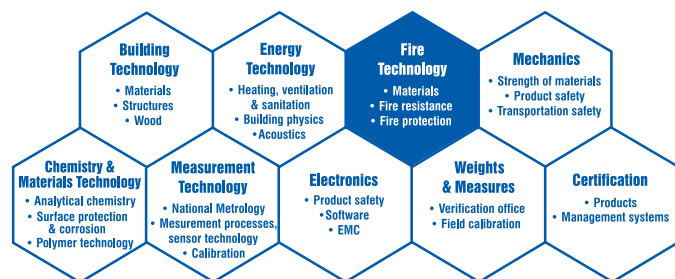 Building
Technology
• Materials
• Structures
• Wood
Energy
Technology
• Heating, ventilation
& sanitation
• Building physics
•Acoustics
Fire
Technology
• Materials
• Fire resistance
• Fire protection
Mechanics
• Strength of materials
• Product safety
• Transportation safety
Chemistry &
Materials Technology
• Analytical chemistry
• Surface protection
& corrosion
• Polymer technology
Measurement
Technology
• National Metrology
• Mesurement processes,
sensor technology
• Calibration
Electronics
• Product safety
•Software
• EMC
Weights
& Measures
• Verification office
• Field calibration
Certification
• Products
• Management systems